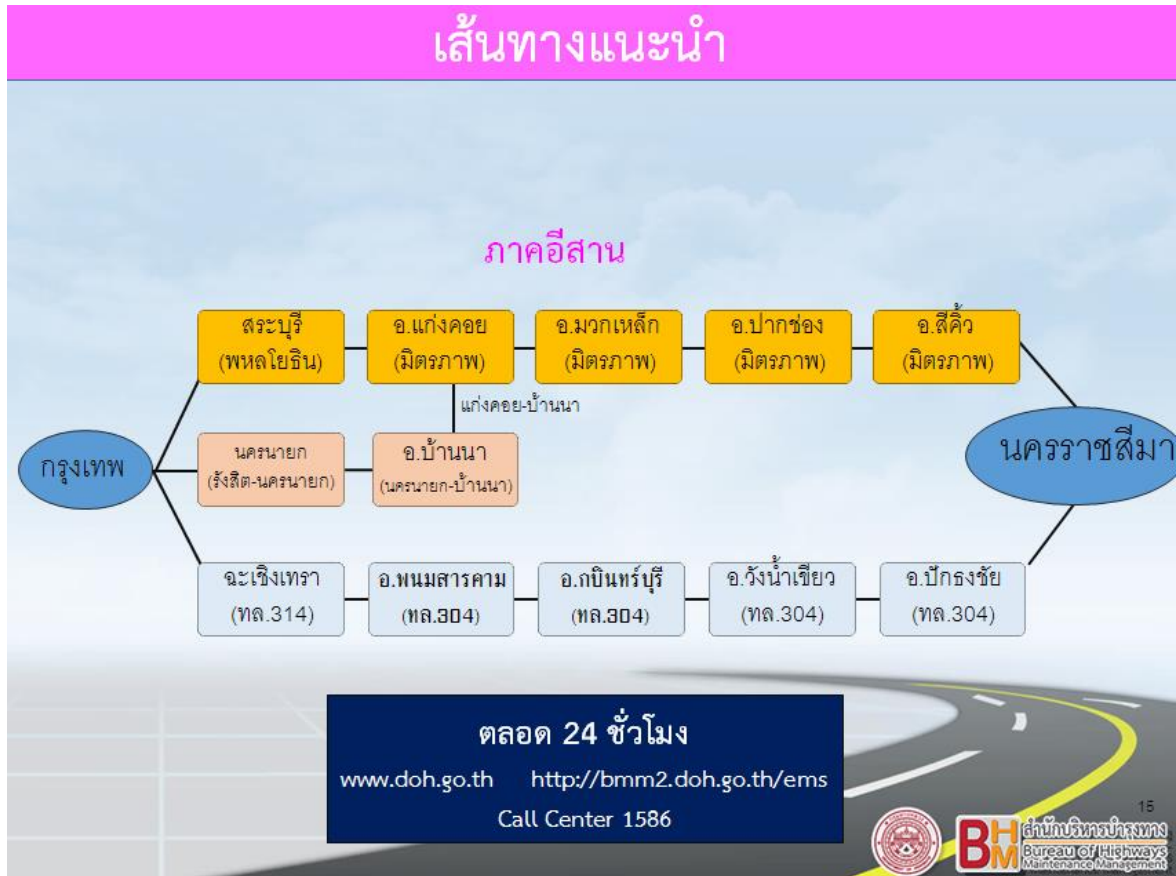 เส้นทางแนะนำ
ภาคอีสาน
สระบุรี
(พหลโยธิน)
อ.แก่งคอย
(มิตรภาพ)
อ.มวกเหล็ก
(มิตรภาพ)
อ.ปากช่อง
(มิตรภาพ)
อ.สีคิ้ว
(มิตรภาพ)
แก่งคอย-บ้านนา
กรุงเทพ
นครนายก
(รังสิต-นครนายก)
อ.บ้านนา
(นครนายก-บ้านนา)
นครราชสีมา
ฉะเชิงเทรา
(ทล.314)
อ.พนมสารคาม
(ทล.304)
อ.กบินทร์บุรี
(ทล.304)
อ.วังน้ำเขียว
(ทล.304)
อ.ปักธงชัย
(ทล.304)
ตลอด 24 ชั่วโมง
www.doh.go.th http://bmm2.doh.go.th/ems
Call Center 1586
15
BHM
สำนักบริหารบำรุงทาง
Bureau of Highways
Maintenance Management